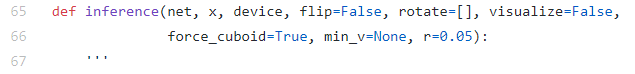 65 def inference(net, x, device, flip=False, rotate=[], visualize=False,
66 force_cuboid=True, min_v=None, r=0.05):
67 '''